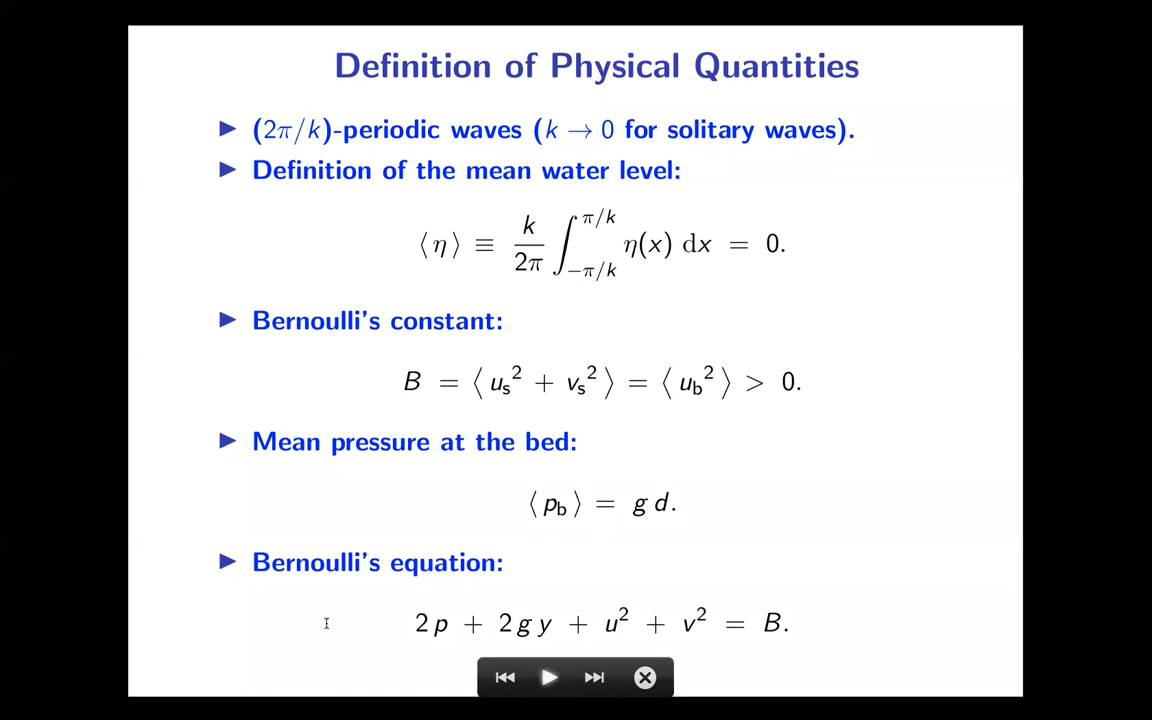 Definition of Physical Quantities
▶ (2π/k)-periodic waves (k → 0 for solitary waves).
▶ Definition of the mean water level:
⟨ η ⟩ ≡ k/2π ∫_{−π/k}^{π/k} η(x) dx = 0.
▶ Bernoulli's constant:
B = ⟨ u_s² + v_s² ⟩ = ⟨ u_b² ⟩ > 0.
▶ Mean pressure at the bed:
⟨ p_b ⟩ = g d.
▶ Bernoulli's equation:
2 p + 2 g y + u² + v² = B.